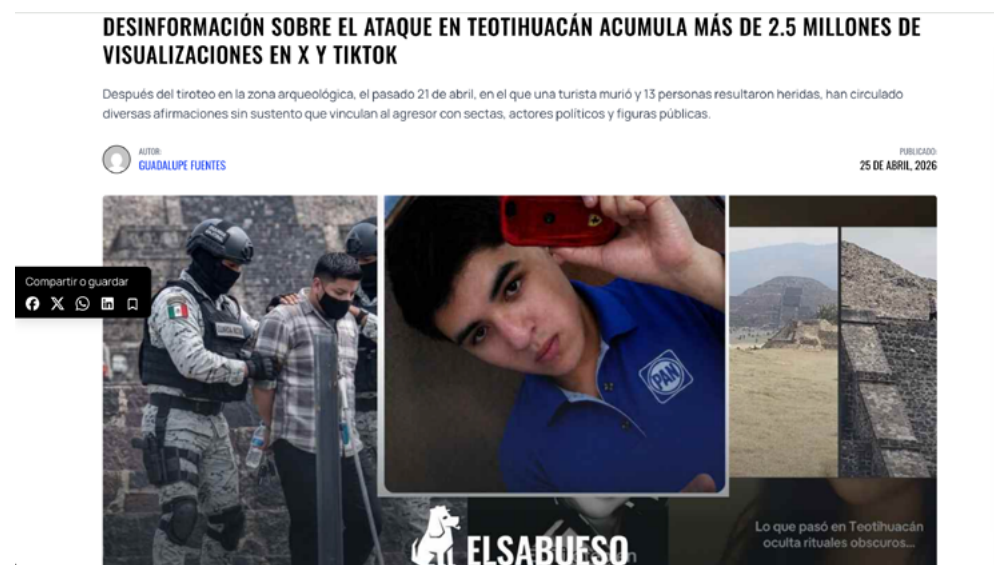 DESINFORMACIÓN SOBRE EL ATAQUE EN TEOTIHUACÁN ACUMULA MÁS DE 2.5 MILLONES DE
VISUALIZACIONES EN X Y TIKTOK
Después del tiroteo en la zona arqueológica, el pasado 21 de abril, en el que una turista murió y 13 personas resultaron heridas, han circulado
diversas afirmaciones sin sustento que vinculan al agresor con sectas, actores políticos y figuras públicas.
AUTOR:
GUADALUPE FUENTES
PUBLICADO:
25 DE ABRIL, 2026
Compartir o guardar
GUARDIA NACIONAL
PAN
Lo que pasó en Teotihuacán
oculta rituales obscuros...
ELSABUESO